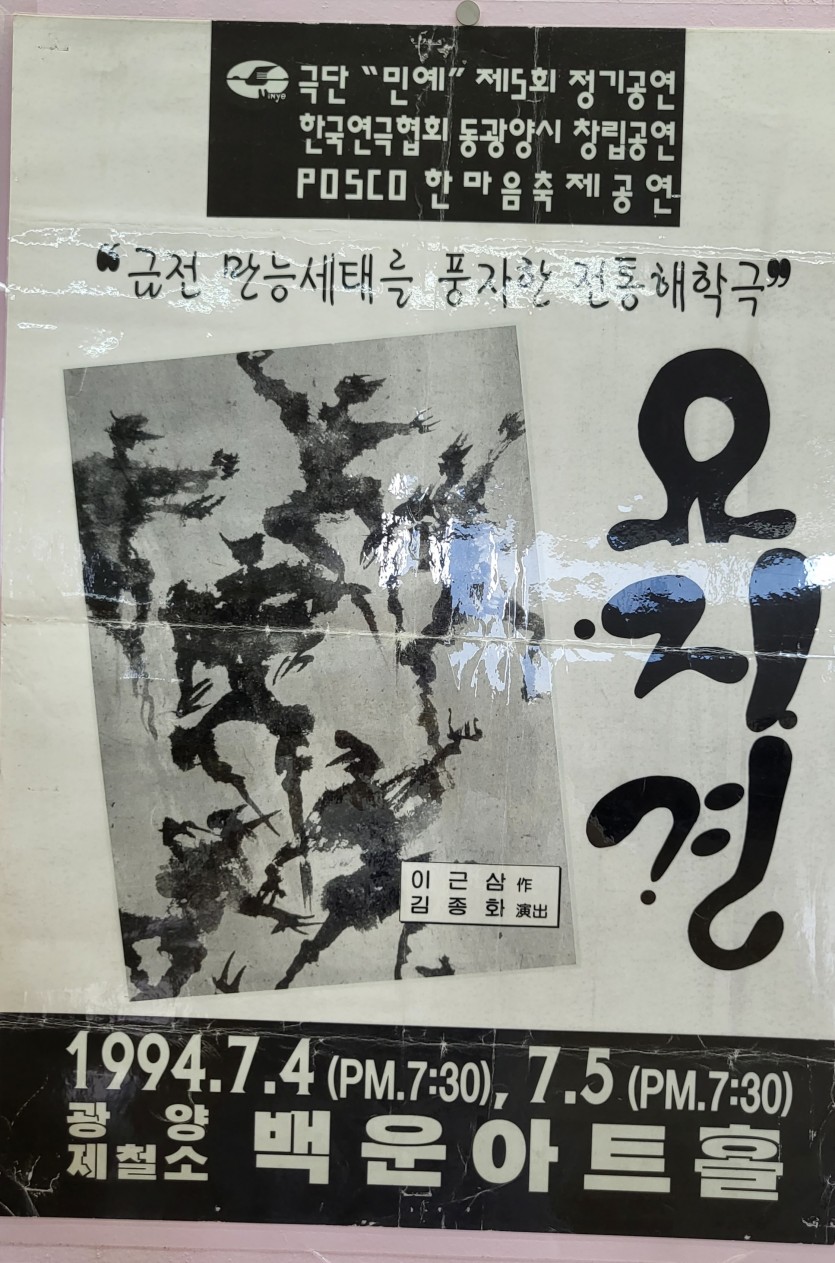 minye
극단 "민예" 제5회 정기공연
한국연극협회 동광양시 창립공연
POSCO 한마음축제공연
"금전 만능세태를 풍자한 전통해학극"
요지경
이근삼 作
김종화 演出
1994.7.4 (PM.7:30), 7.5 (PM.7:30)
광양
제철소 백운아트홀